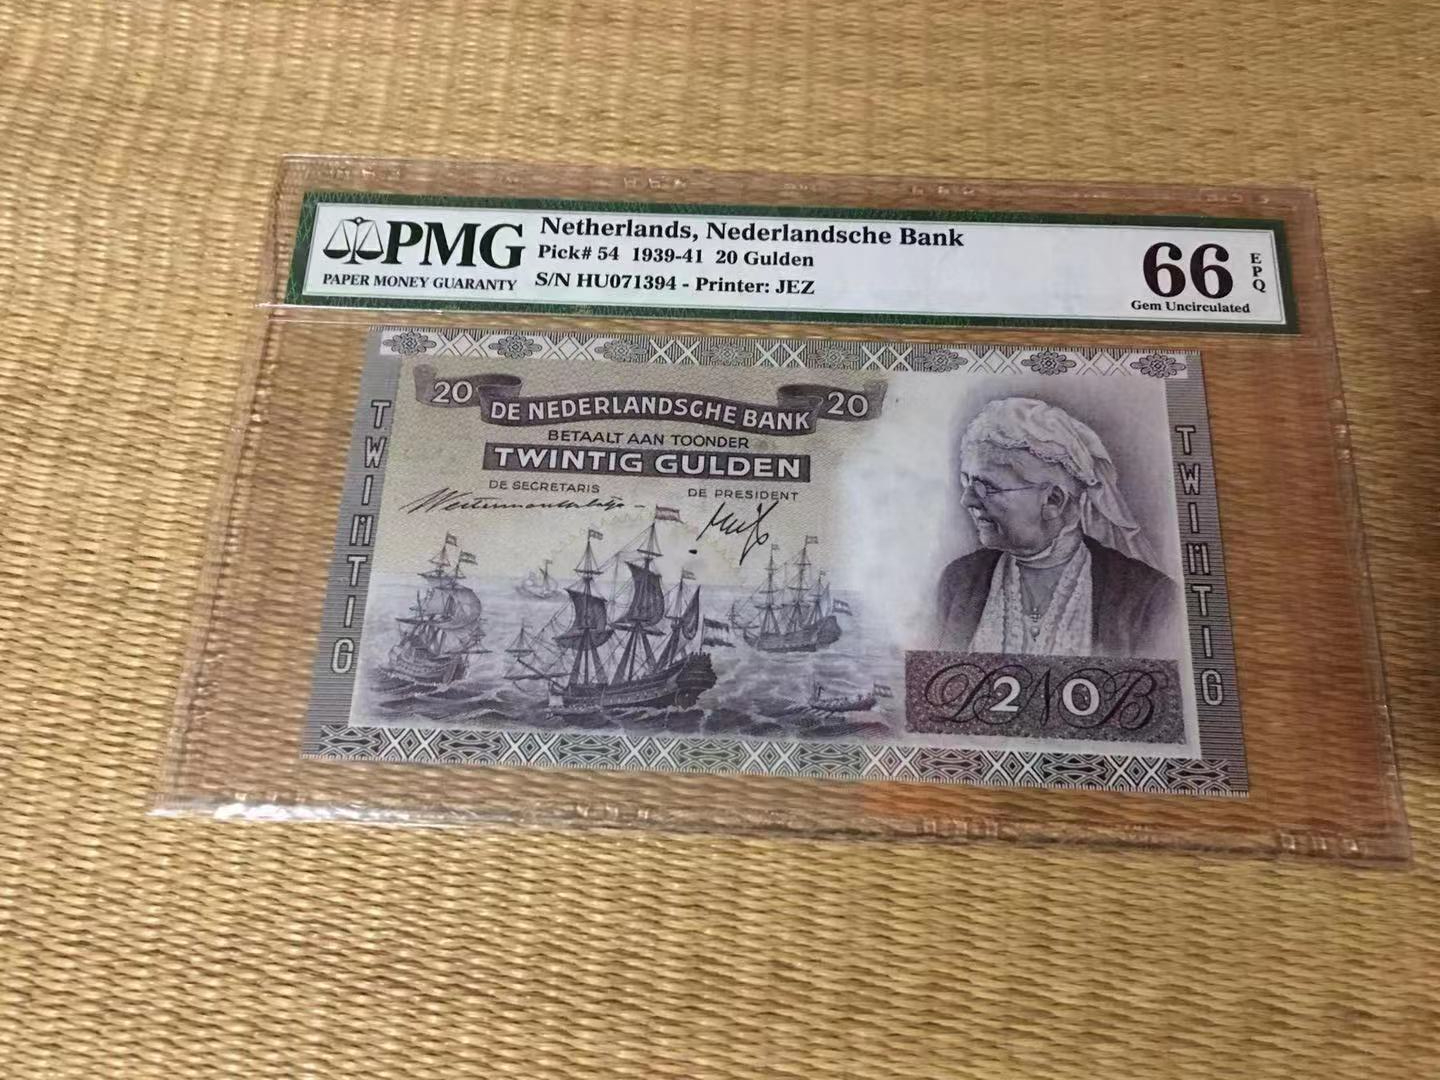 PMG
PAPER MONEY GUARANTY
Netherlands, Nederlandsche Bank
Pick# 54 1939-41 20 Gulden
S/N HU071394 - Printer: JEZ
66
EPQ
Gem Uncirculated
20
DE NEDERLANDSCHE BANK
20
BETAALT AAN TOONDER
TWINTIG GULDEN
DE SECRETARIS
DE PRESIDENT
TWINTIG
TWINTIG
DNB
20